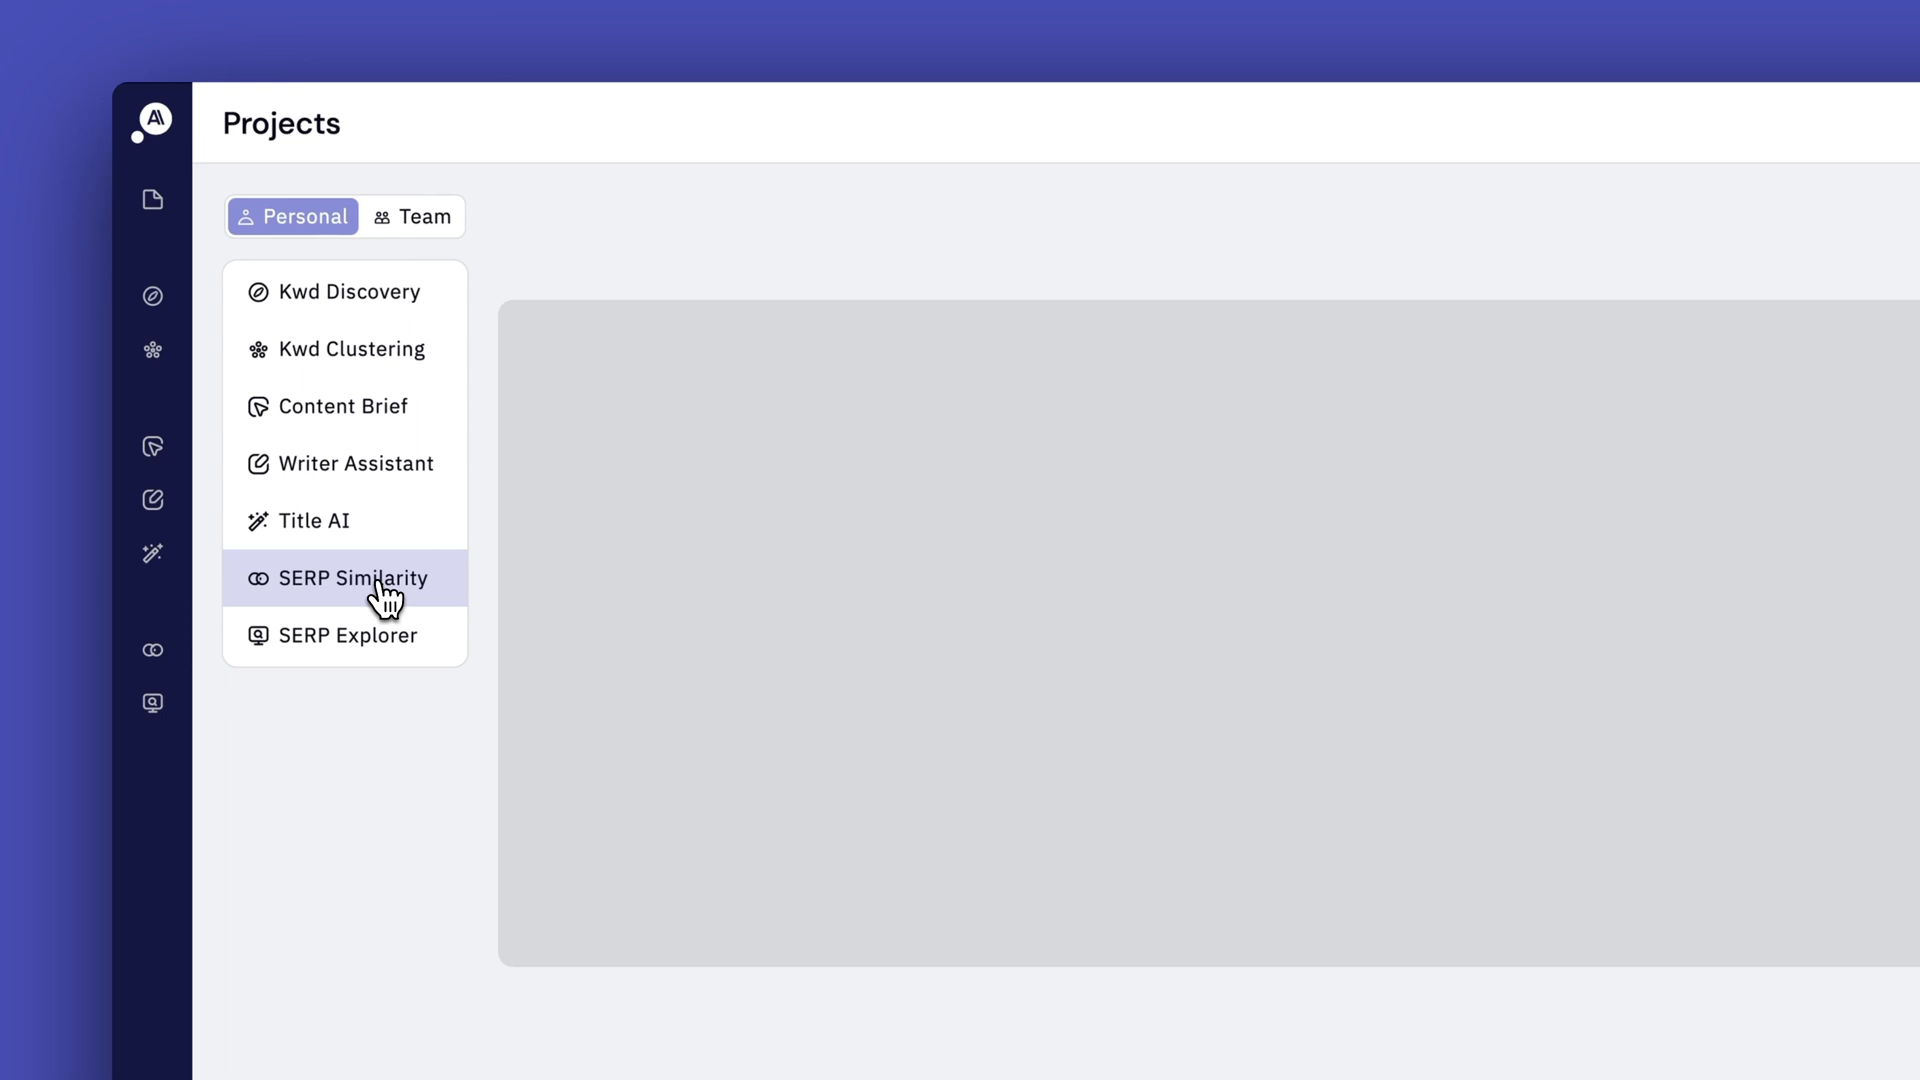 Projects
Personal
Team
Kwd Discovery
Kwd Clustering
Content Brief
Writer Assistant
Title AI
SERP Similarity
SERP Explorer